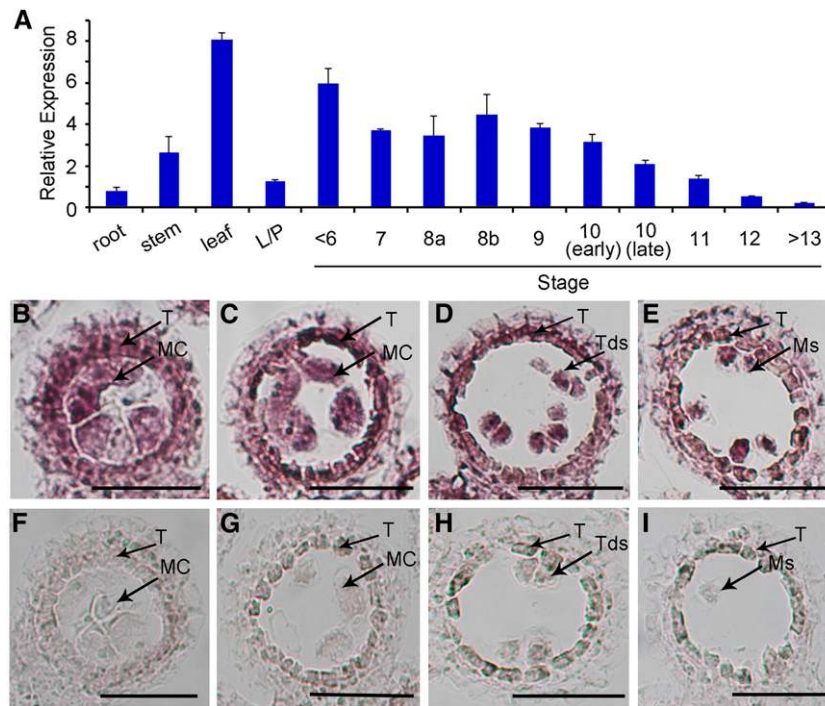 A
Relative Expression
8
6
4
2
0
root
stem
leaf
L/P
<6
7
8a
8b
9
10 (early)
10 (late)
11
12
>13
Stage
B
T
MC
C
T
MC
D
T
Tds
E
T
Ms
F
T
MC
G
T
MC
H
T
Tds
I
T
Ms